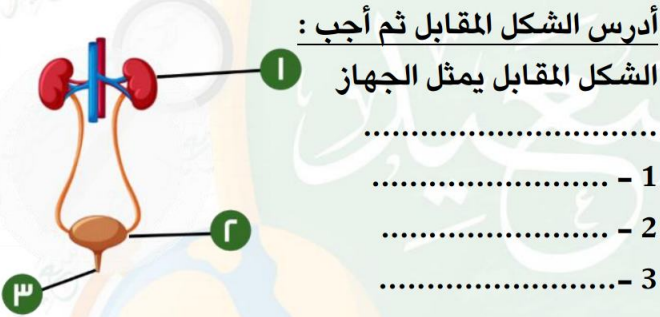 أدرس الشكل المقابل ثم أجب :
الشكل المقابل يمثل الجهاز
...............................
1 - .........................
2 - ........................
3 -.........................
١
٢
٣